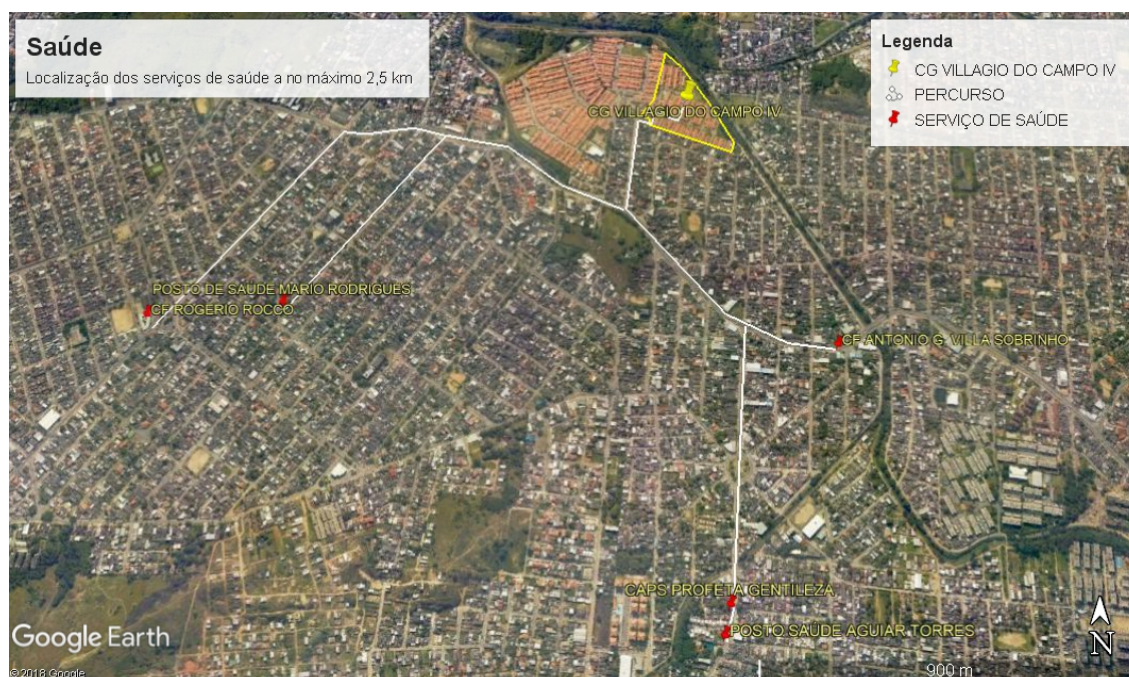 Saúde
Localização dos serviços de saúde a no máximo 2,5 km
Legenda
CG VILLAGIO DO CAMPO IV
PERCURSO
SERVIÇO DE SAÚDE
CG VILLAGIO DO CAMPO IV
POSTO DE SAUDE MARIO RODRIGUES
CF ROGERIO ROCCO
CF ANTONIO G. VILLA SOBRINHO
CAPS PROFETA GENTILEZA
POSTO SAÚDE AGUIAR TORRES
Google Earth
N
© 2018 Google
900 m